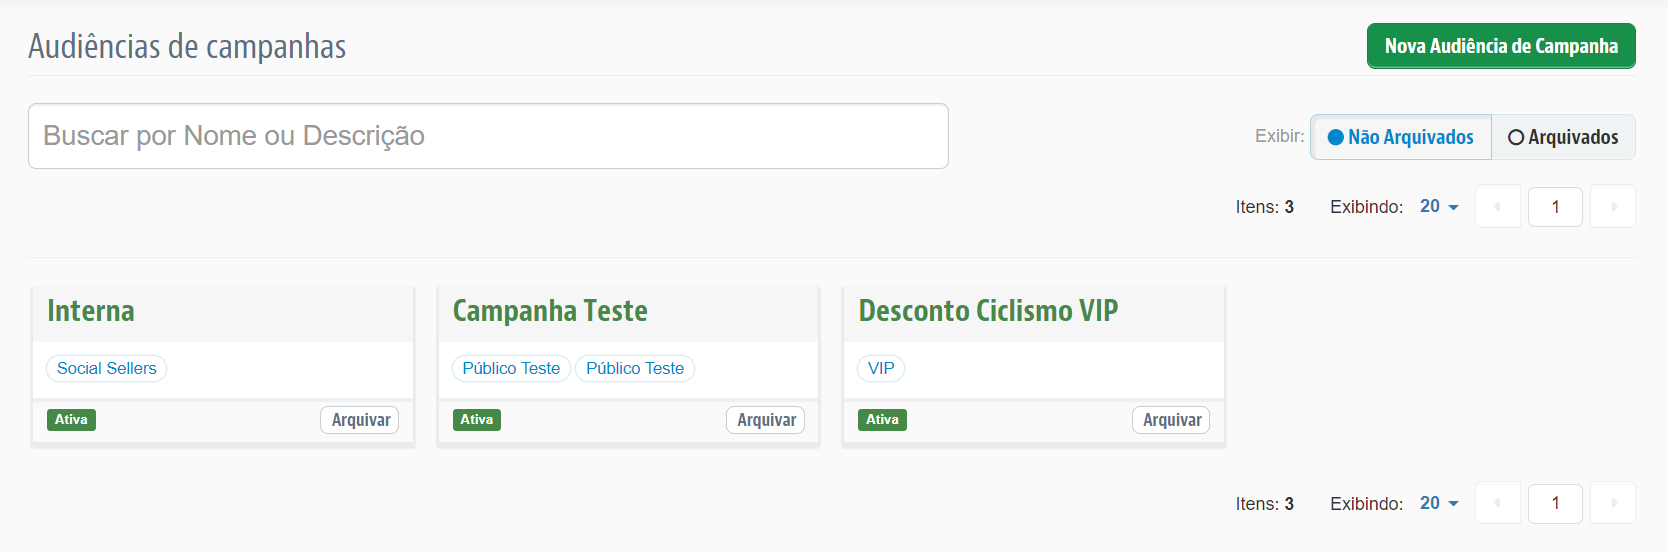 Audiências de campanhas
Nova Audiência de Campanha
Buscar por Nome ou Descrição
Exibir: Não Arquivados Arquivados
Itens: 3 Exibindo: 20 1
Interna
Social Sellers
Ativa Arquivar
Campanha Teste
Público Teste Público Teste
Ativa Arquivar
Desconto Ciclismo VIP
VIP
Ativa Arquivar
Itens: 3 Exibindo: 20 1